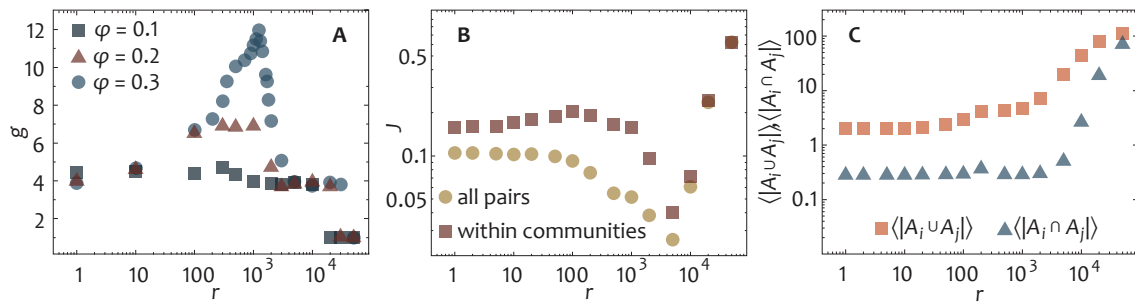 A
φ = 0.1
φ = 0.2
φ = 0.3
g
12
10
8
6
4
2
1
10
10²
10³
10⁴
r
B
J
0.5
0.1
0.05
all pairs
within communities
1
10
100
10³
10⁴
r
C
⟨|Aᵢ ∪ Aⱼ|⟩,⟨|Aᵢ ∩ Aⱼ|⟩
100
10
1
0.1
⟨|Aᵢ ∪ Aⱼ|⟩
⟨|Aᵢ ∩ Aⱼ|⟩
1
10
100
10³
10⁴
r